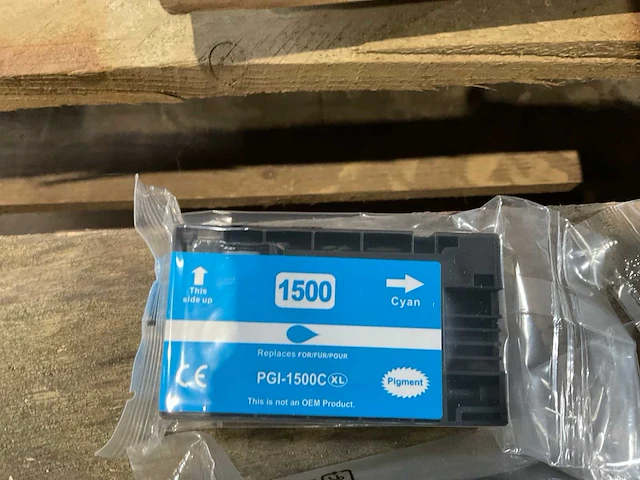 1500
This
side up
Cyan
Replaces FOR/FÜR/POUR
CE
PGI-1500C XL
Pigment
This is not an OEM Product.